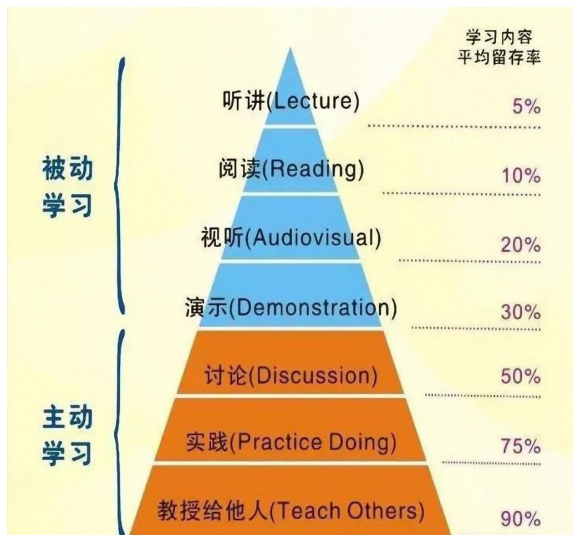 学习内容
平均留存率
听讲(Lecture) 5%
阅读(Reading) 10%
视听(Audiovisual) 20%
演示(Demonstration) 30%
被动
学习
讨论(Discussion) 50%
实践(Practice Doing) 75%
教授给他人(Teach Others) 90%
主动
学习